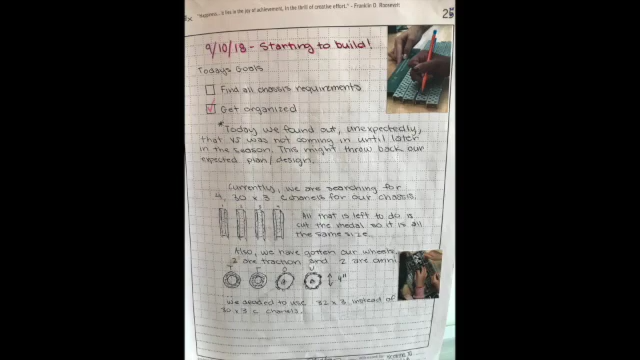 "Happiness... it lies in the joy of achievement, in the thrill of creative effort." - Franklin D. Roosevelt
25
9/10/18 - Starting to build!
Todays Goals
Find all chassis requirements
Get organized
* Today we found out, unexpectedly,
that v5 was not coming in until later
in the season. This might throw back our
expected plan/design.
Currently, we are searching for
4, 30 x 3 c channels for our chassis.
All that is left to do is
cut the medal so it is all
the same size.
Also, we have gotten our wheels
2 are traction and 2 are omni
4"
We decided to use 32 x 3 instead of
30 x 3 c chanels.